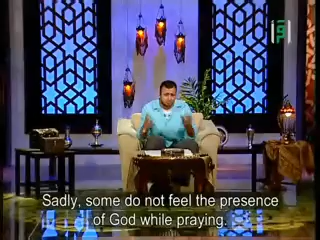 Sadly, some do not feel the presence
of God while praying.